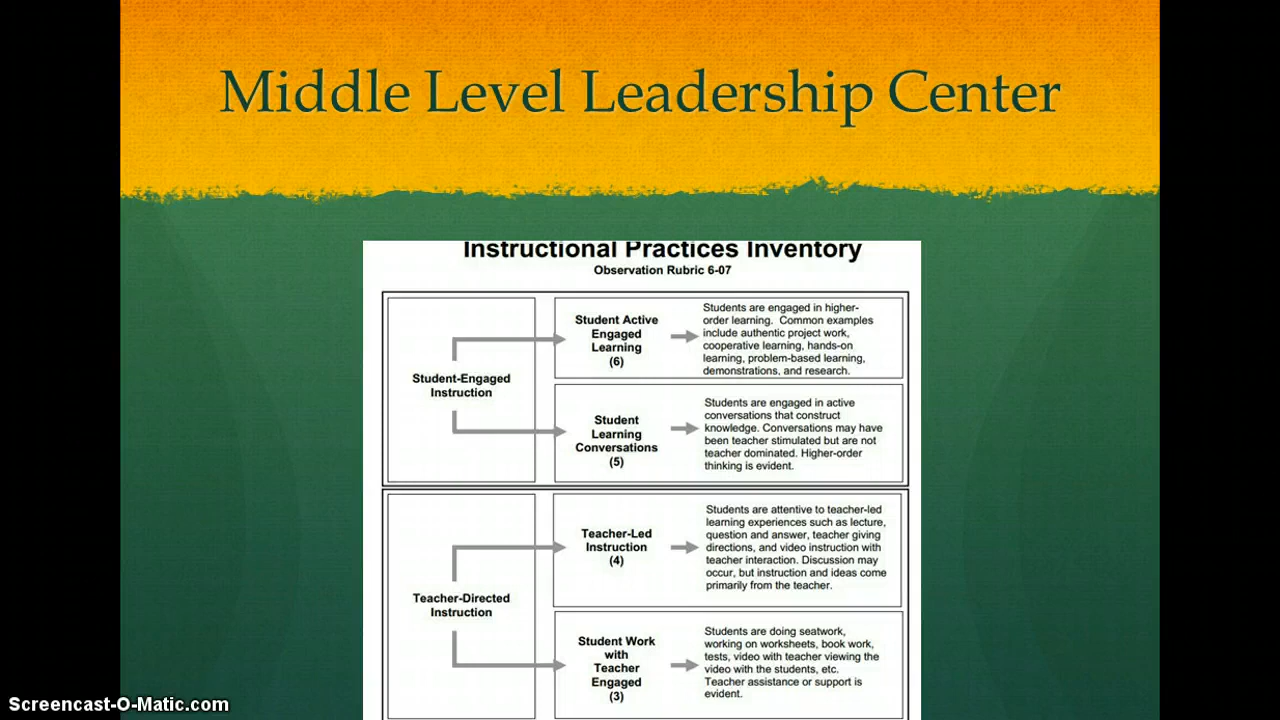 Middle Level Leadership Center
Instructional Practices Inventory
Observation Rubric 6-07
Student-Engaged
Instruction
Student Active
Engaged
Learning
(6)
Students are engaged in higher-
order learning. Common examples
include authentic project work,
cooperative learning, hands-on
learning, problem-based learning,
demonstrations, and research.
Student
Learning
Conversations
(5)
Students are engaged in active
conversations that construct
knowledge. Conversations may have
been teacher stimulated but are not
teacher dominated. Higher-order
thinking is evident.
Teacher-Directed
Instruction
Teacher-Led
Instruction
(4)
Students are attentive to teacher-led
learning experiences such as lecture,
question and answer, teacher giving
directions, and video instruction with
teacher interaction. Discussion may
occur, but instruction and ideas come
primarily from the teacher.
Student Work
with
Teacher
Engaged
(3)
Students are doing seatwork,
working on worksheets, book work,
tests, video with teacher viewing the
video with the students, etc.
Teacher assistance or support is
evident.
Screencast-O-Matic.com